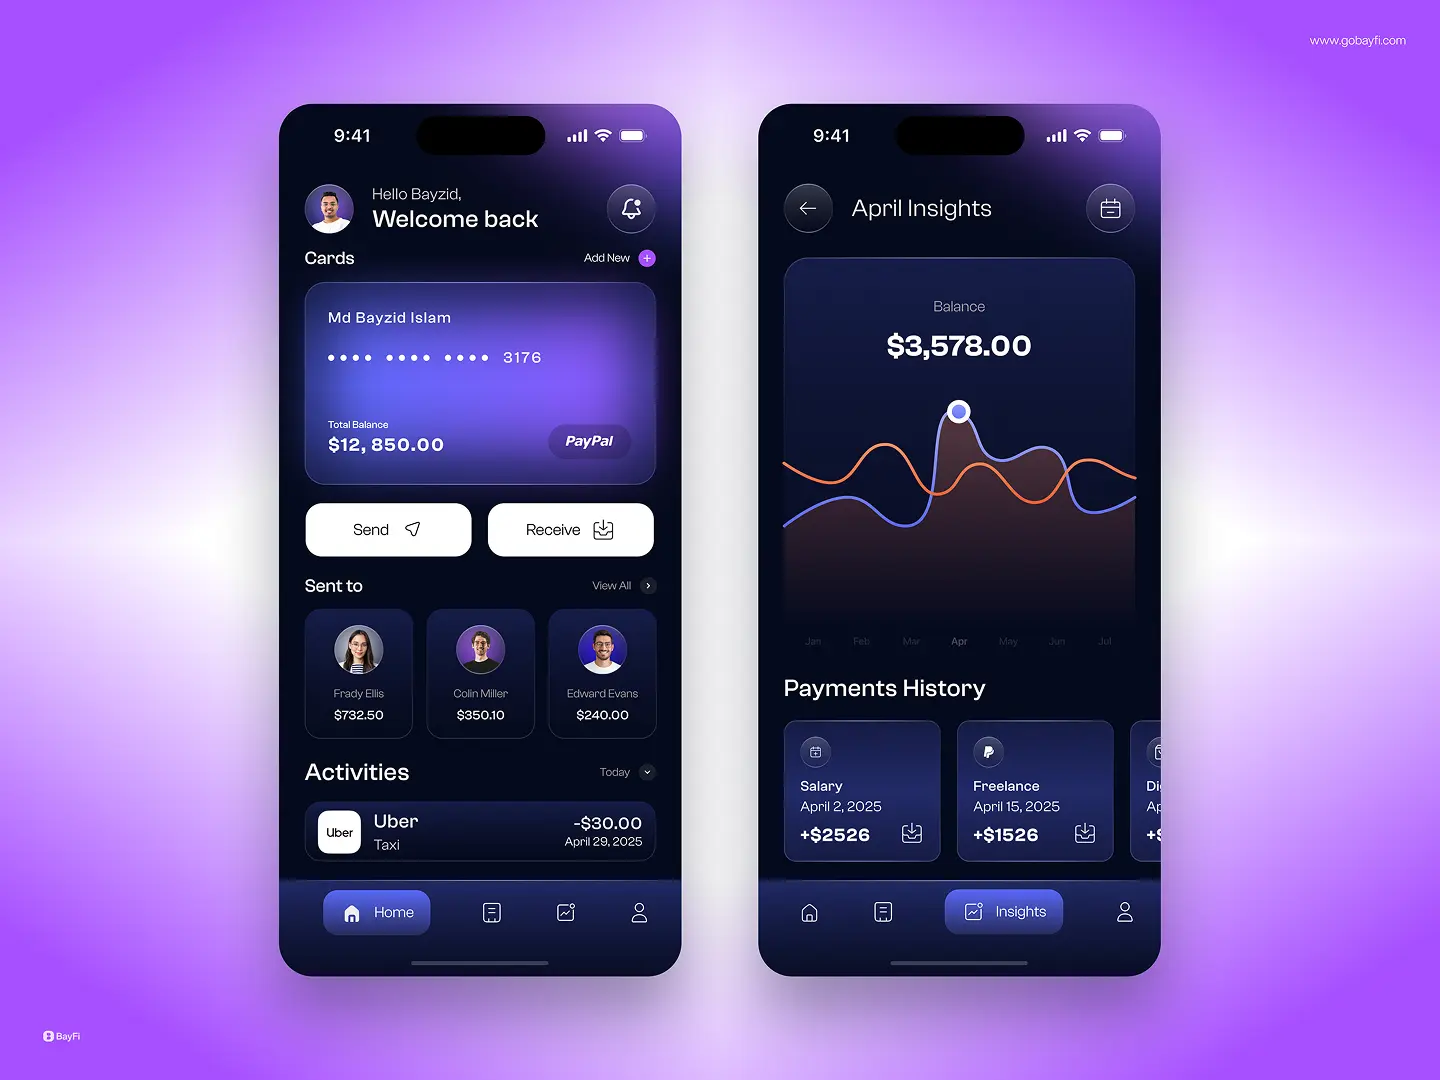 www.gobayfi.com
9:41
Hello Bayzid,
Welcome back
Cards
Add New
Md Bayzid Islam
•••• •••• •••• 3176
Total Balance
$12, 850.00
PayPal
Send
Receive
Sent to
View All
Frady Ellis
$732.50
Colin Miller
$350.10
Edward Evans
$240.00
Activities
Today
Uber
Uber
Taxi
-$30.00
April 29, 2025
Home
9:41
April Insights
Balance
$3,578.00
Jan Feb Mar Apr May Jun Jul
Payments History
Salary
April 2, 2025
+$2526
Freelance
April 15, 2025
+$1526
Di
Ap
+$
Insights
BayFi